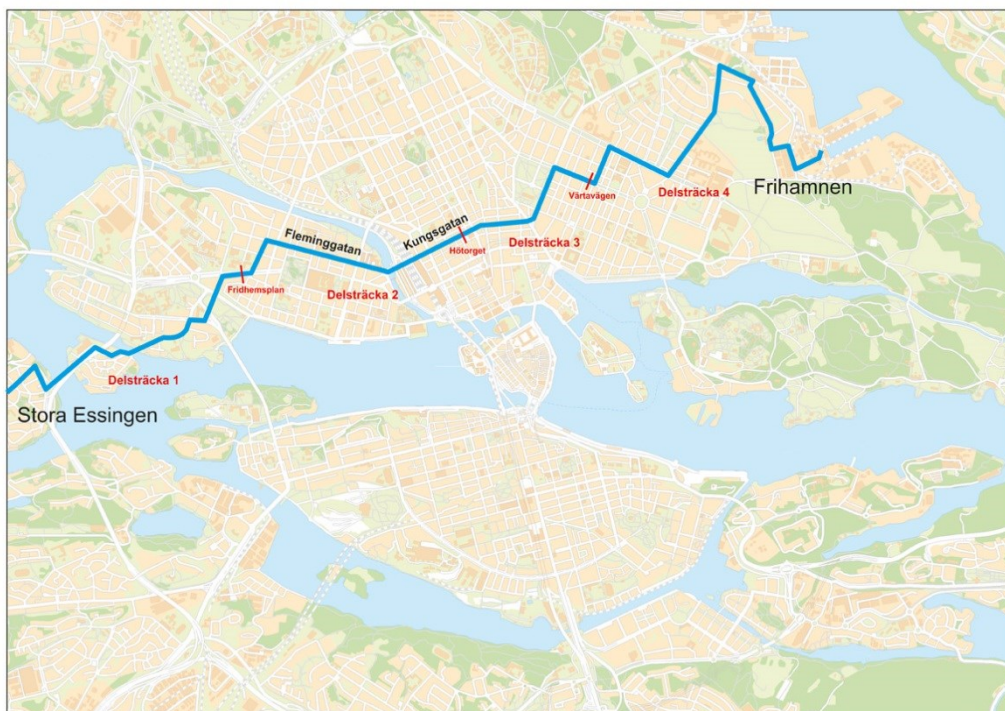 Stora Essingen
Delsträcka 1
Fridhemsplan
Fleminggatan
Delsträcka 2
Kungsgatan
Hötorget
Delsträcka 3
Värtavägen
Delsträcka 4
Frihamnen